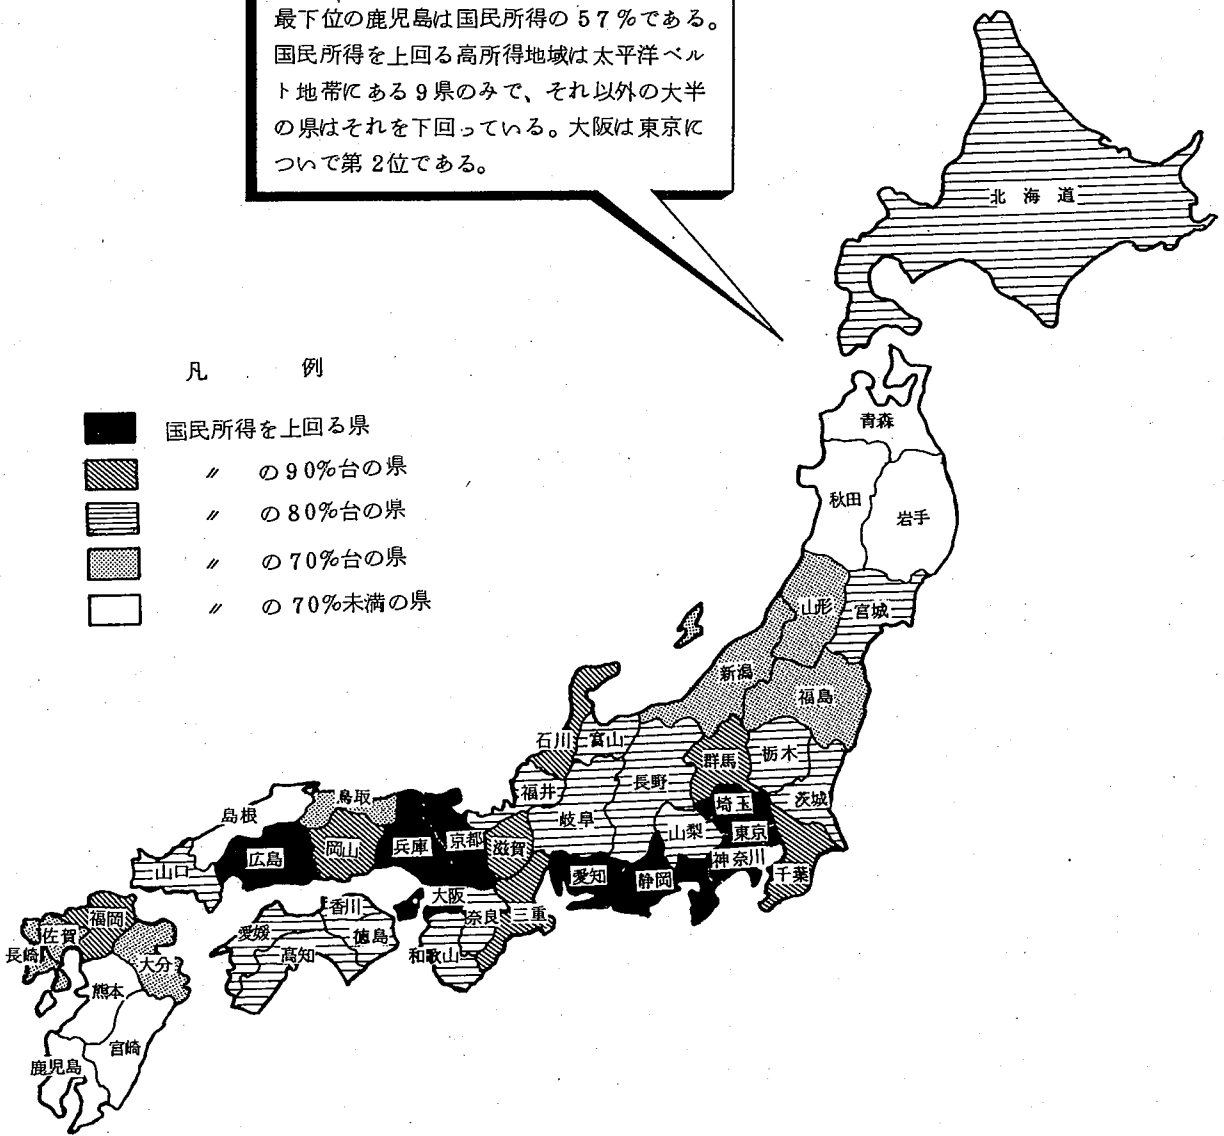 最下位の鹿児島は国民所得の57%である。
国民所得を上回る高所得地域は太平洋ベル
ト地帯にある9県のみで、それ以外の大半
の県はそれを下回っている。大阪は東京に
ついで第2位である。
北海道
凡例
国民所得を上回る県
〃 の90%台の県
〃 の80%台の県
〃 の70%台の県
〃 の70%未満の県
青森
秋田
岩手
山形
宮城
新潟
福島
石川
富山
群馬
栃木
福井
長野
茨城
鳥取
島根
岐阜
埼玉
山梨
東京
岡山
兵庫
京都
滋賀
広島
神奈川
山口
愛知
静岡
千葉
大阪
香川
奈良
三重
福岡
佐賀
愛媛
徳島
長崎
高知
和歌山
大分
熊本
宮崎
鹿児島